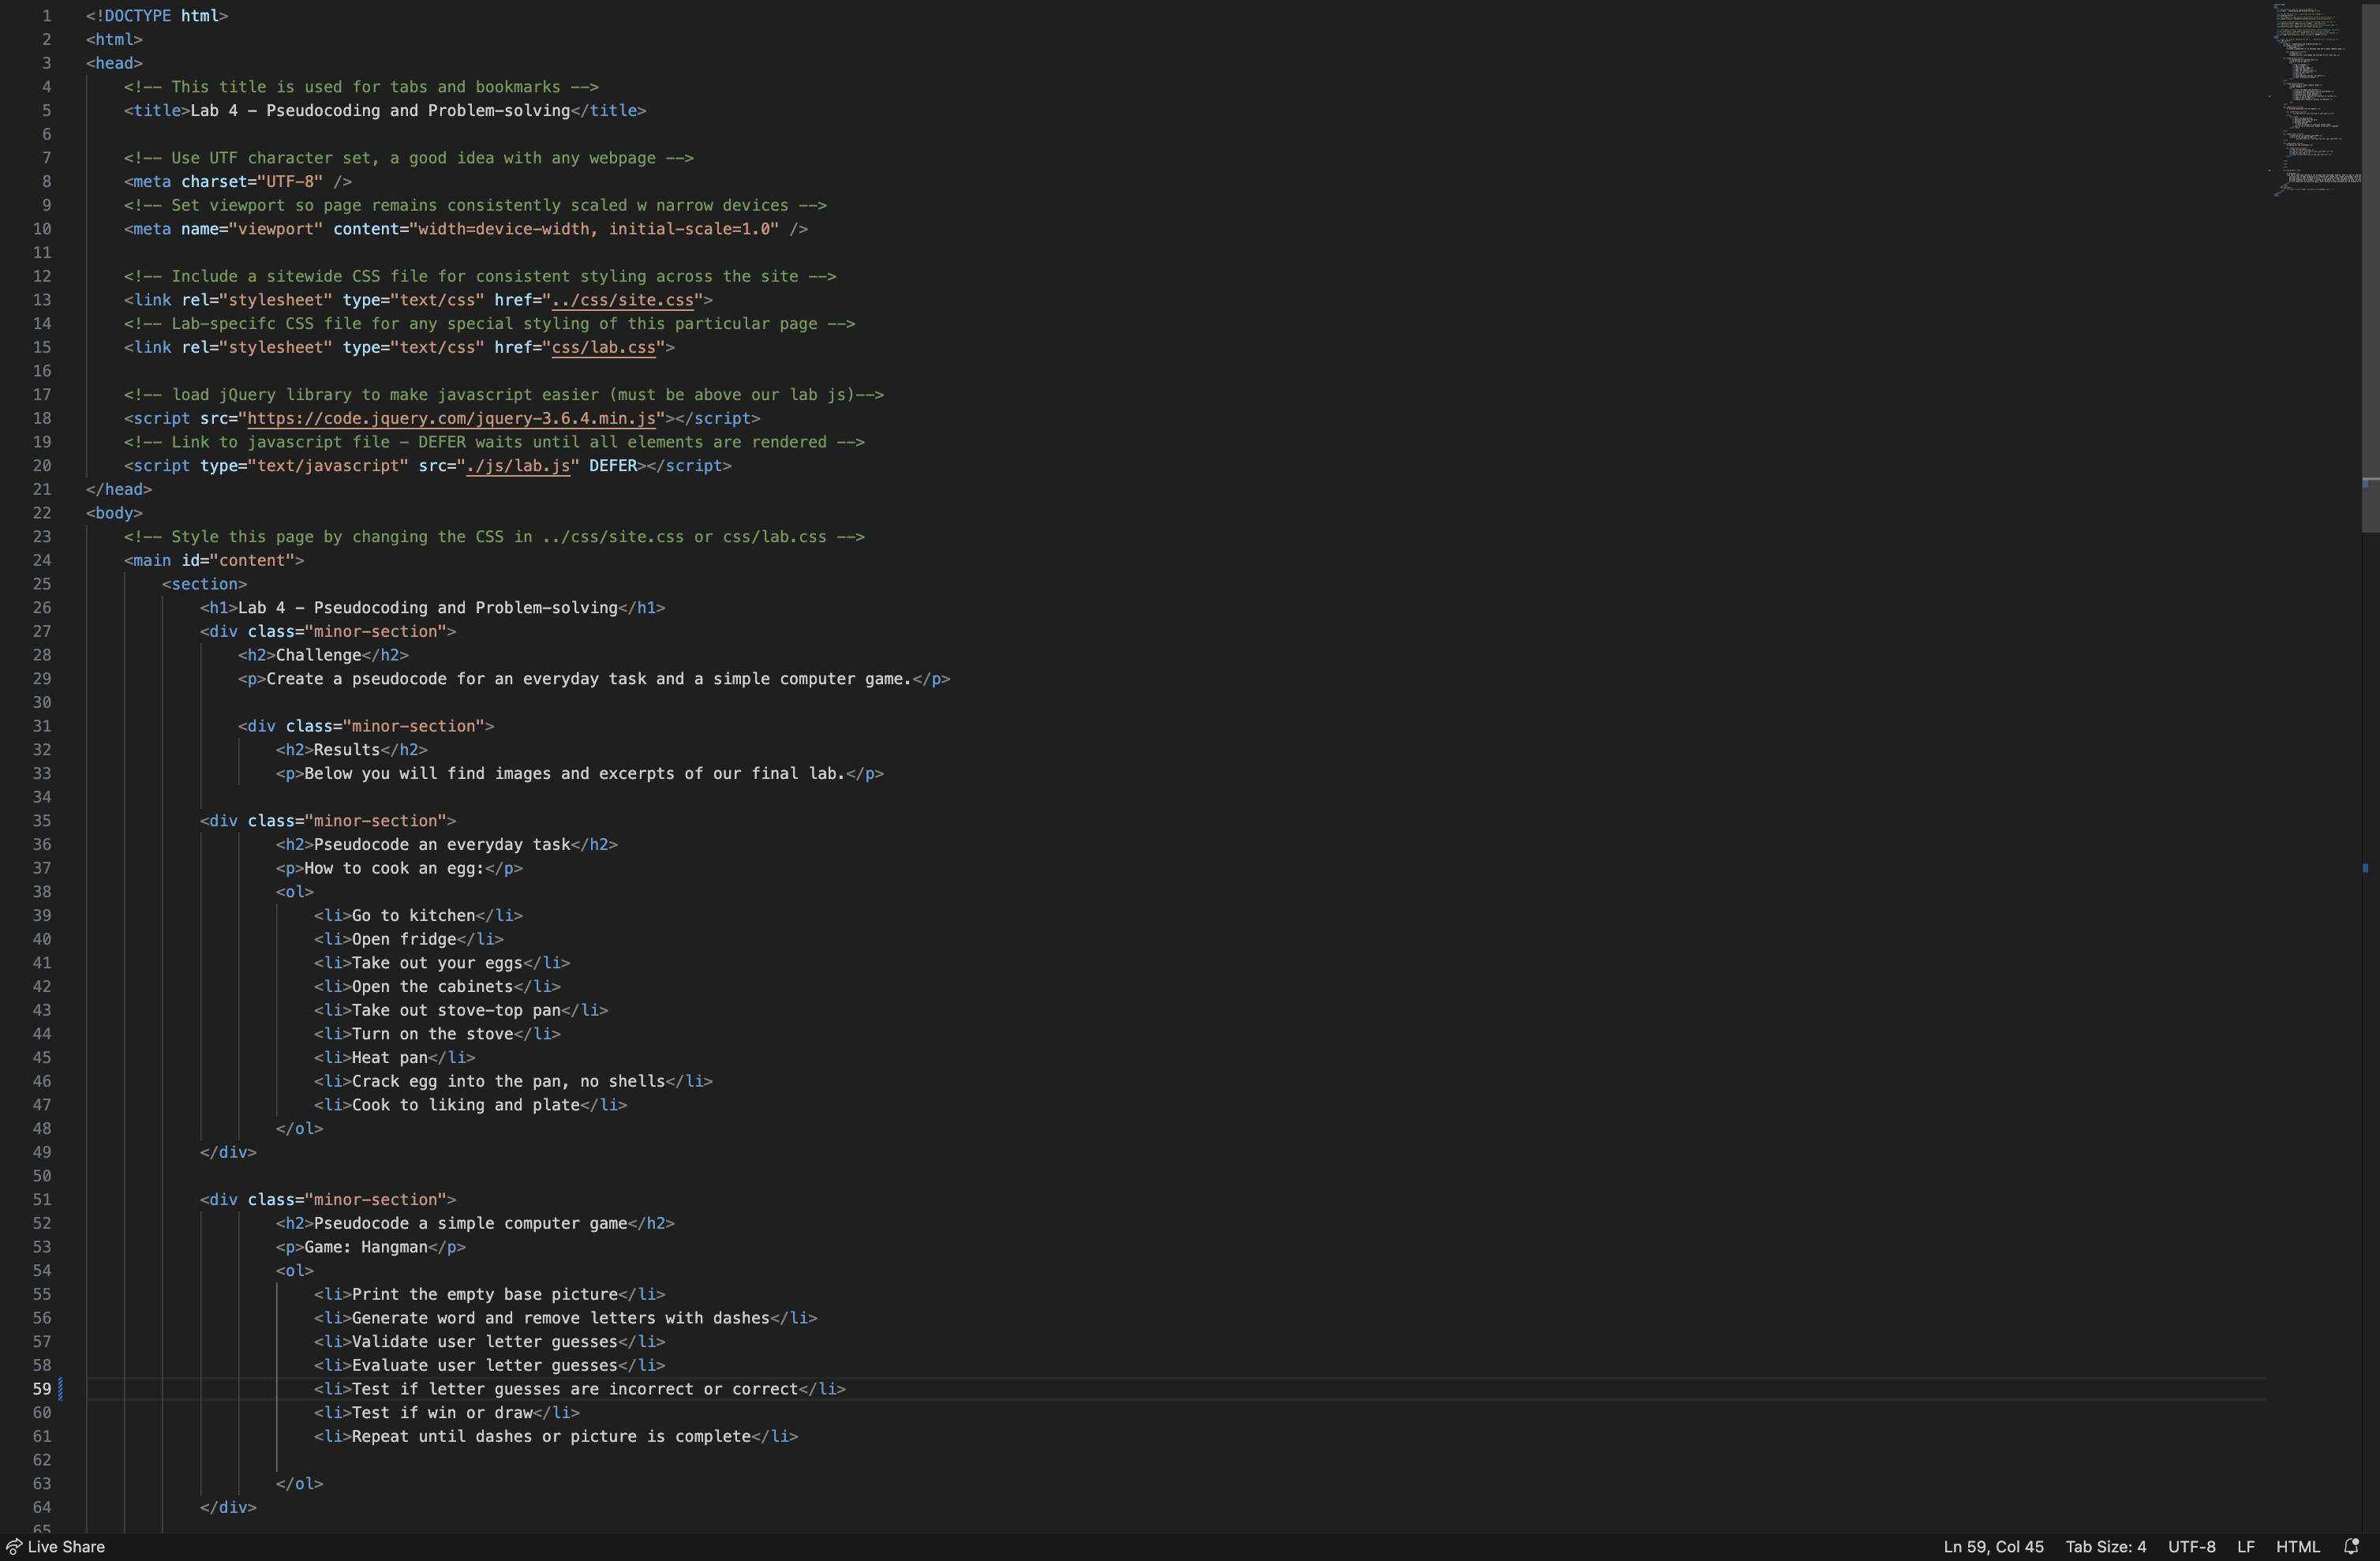 1 <!DOCTYPE html>
2 <html>
3 <head>
4 <!-- This title is used for tabs and bookmarks -->
5 <title>Lab 4 - Pseudocoding and Problem-solving</title>
6
7 <!-- Use UTF character set, a good idea with any webpage -->
8 <meta charset="UTF-8" />
9 <!-- Set viewport so page remains consistently scaled w narrow devices -->
10 <meta name="viewport" content="width=device-width, initial-scale=1.0" />
11
12 <!-- Include a sitewide CSS file for consistent styling across the site -->
13 <link rel="stylesheet" type="text/css" href="../css/site.css">
14 <!-- Lab-specifc CSS file for any special styling of this particular page -->
15 <link rel="stylesheet" type="text/css" href="css/lab.css">
16
17 <!-- load jQuery library to make javascript easier (must be above our lab js)-->
18 <script src="https://code.jquery.com/jquery-3.6.4.min.js"></script>
19 <!-- Link to javascript file - DEFER waits until all elements are rendered -->
20 <script type="text/javascript" src="./js/lab.js" DEFER></script>
21 </head>
22 <body>
23 <!-- Style this page by changing the CSS in ../css/site.css or css/lab.css -->
24 <main id="content">
25 <section>
26 <h1>Lab 4 - Pseudocoding and Problem-solving</h1>
27 <div class="minor-section">
28 <h2>Challenge</h2>
29 <p>Create a pseudocode for an everyday task and a simple computer game.</p>
30
31 <div class="minor-section">
32 <h2>Results</h2>
33 <p>Below you will find images and excerpts of our final lab.</p>
34
35 <div class="minor-section">
36 <h2>Pseudocode an everyday task</h2>
37 <p>How to cook an egg:</p>
38 <ol>
39 <li>Go to kitchen</li>
40 <li>Open fridge</li>
41 <li>Take out your eggs</li>
42 <li>Open the cabinets</li>
43 <li>Take out stove-top pan</li>
44 <li>Turn on the stove</li>
45 <li>Heat pan</li>
46 <li>Crack egg into the pan, no shells</li>
47 <li>Cook to liking and plate</li>
48 </ol>
49 </div>
50
51 <div class="minor-section">
52 <h2>Pseudocode a simple computer game</h2>
53 <p>Game: Hangman</p>
54 <ol>
55 <li>Print the empty base picture</li>
56 <li>Generate word and remove letters with dashes</li>
57 <li>Validate user letter guesses</li>
58 <li>Evaluate user letter guesses</li>
59 <li>Test if letter guesses are incorrect or correct</li>
60 <li>Test if win or draw</li>
61 <li>Repeat until dashes or picture is complete</li>
62
63 </ol>
64 </div>
65
Live Share Ln 59, Col 45 Tab Size: 4 UTF-8 LF HTML